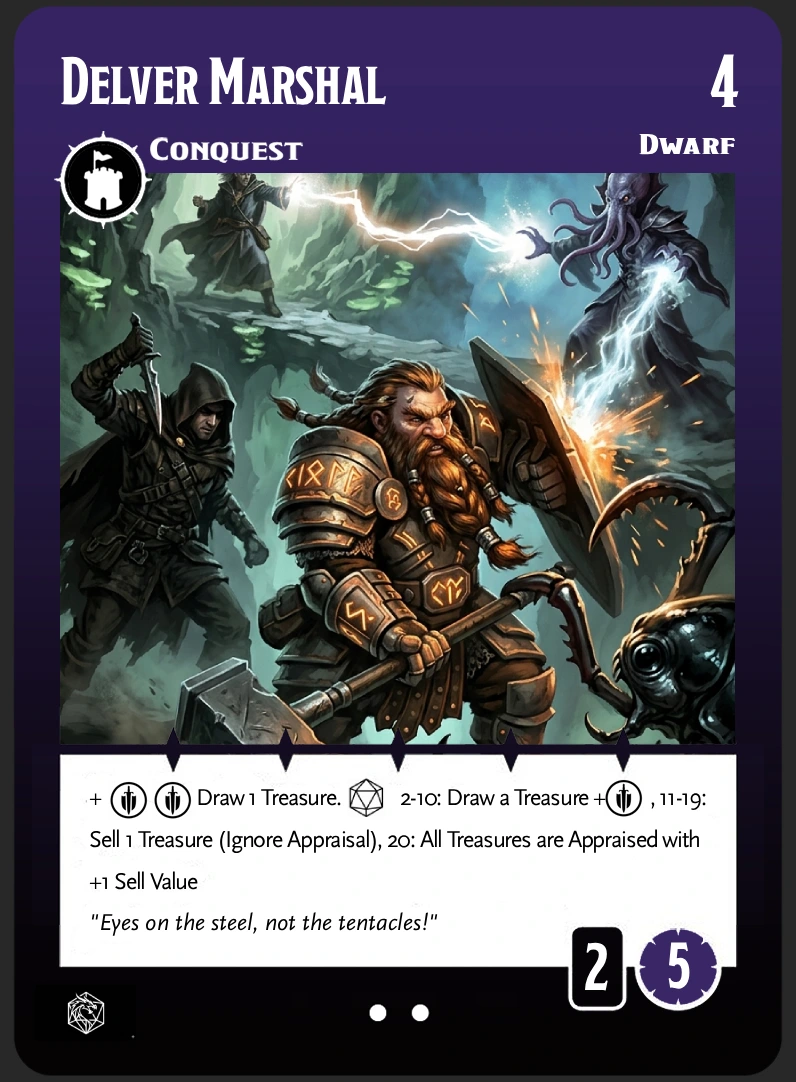 Delver Marshal 4
Conquest Dwarf
+ Draw 1 Treasure. 2-10: Draw a Treasure + , 11-19:
Sell 1 Treasure (Ignore Appraisal), 20: All Treasures are Appraised with
+1 Sell Value
"Eyes on the steel, not the tentacles!"
2 5